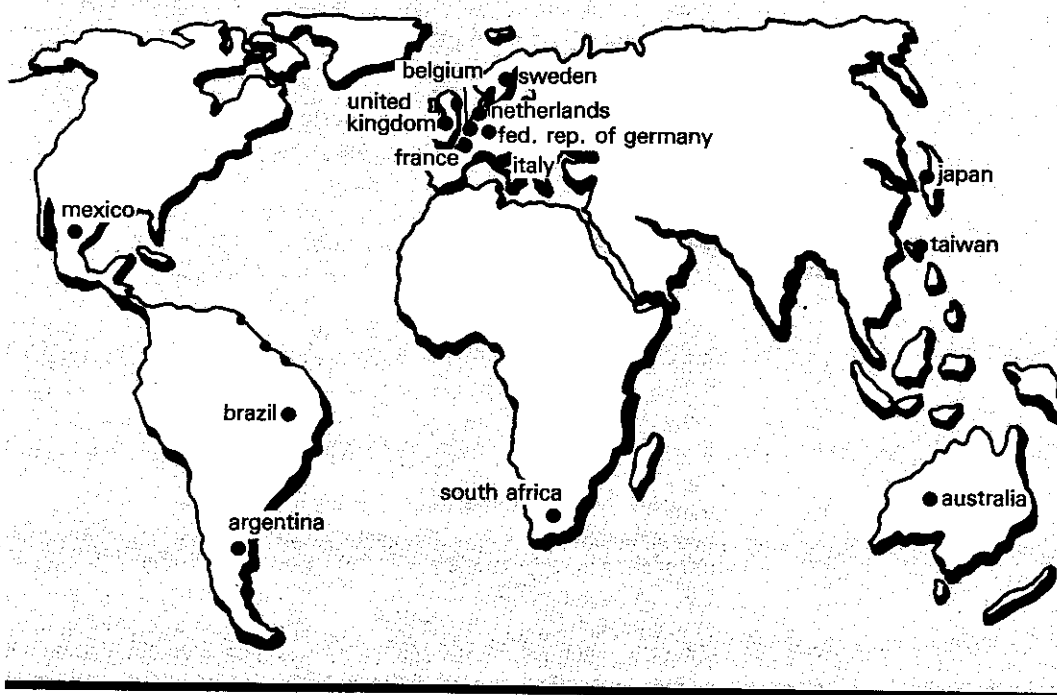 belgium
sweden
united
kingdom
netherlands
fed. rep. of germany
france
italy
japan
mexico
taiwan
brazil
south africa
australia
argentina